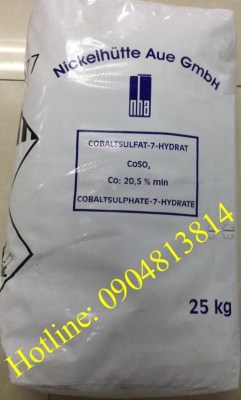 Nickelhütte Aue GmbH
nha
COBALTSULFAT-7-HYDRAT
CoSO₄
Co: 20,5 % min
COBALTSULPHATE-7-HYDRATE
25 kg
Hotline: 0904813814